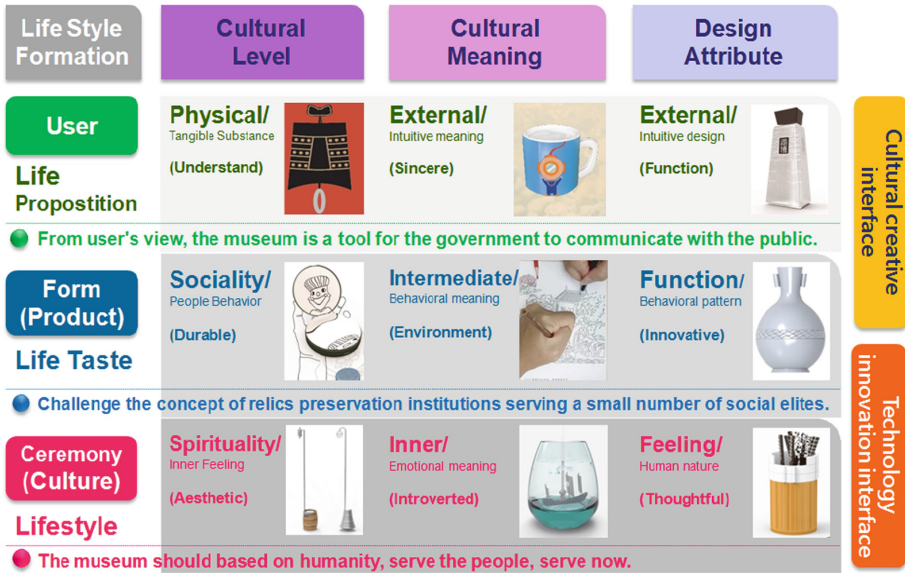 Life Style
Formation
Cultural
Level
Cultural
Meaning
Design
Attribute
User
Life
Propostition
Physical/
Tangible Substance
(Understand)
External/
Intuitive meaning
(Sincere)
External/
Intuitive design
(Function)
From user's view, the museum is a tool for the government to communicate with the public.
Form
(Product)
Life Taste
Sociality/
People Behavior
(Durable)
Intermediate/
Behavioral meaning
(Environment)
Function/
Behavioral pattern
(Innovative)
Challenge the concept of relics preservation institutions serving a small number of social elites.
Ceremony
(Culture)
Lifestyle
Spirituality/
Inner Feeling
(Aesthetic)
Inner/
Emotional meaning
(Introverted)
Feeling/
Human nature
(Thoughtful)
The museum should based on humanity, serve the people, serve now.
Cultural creative
interface
Technology
innovation interface